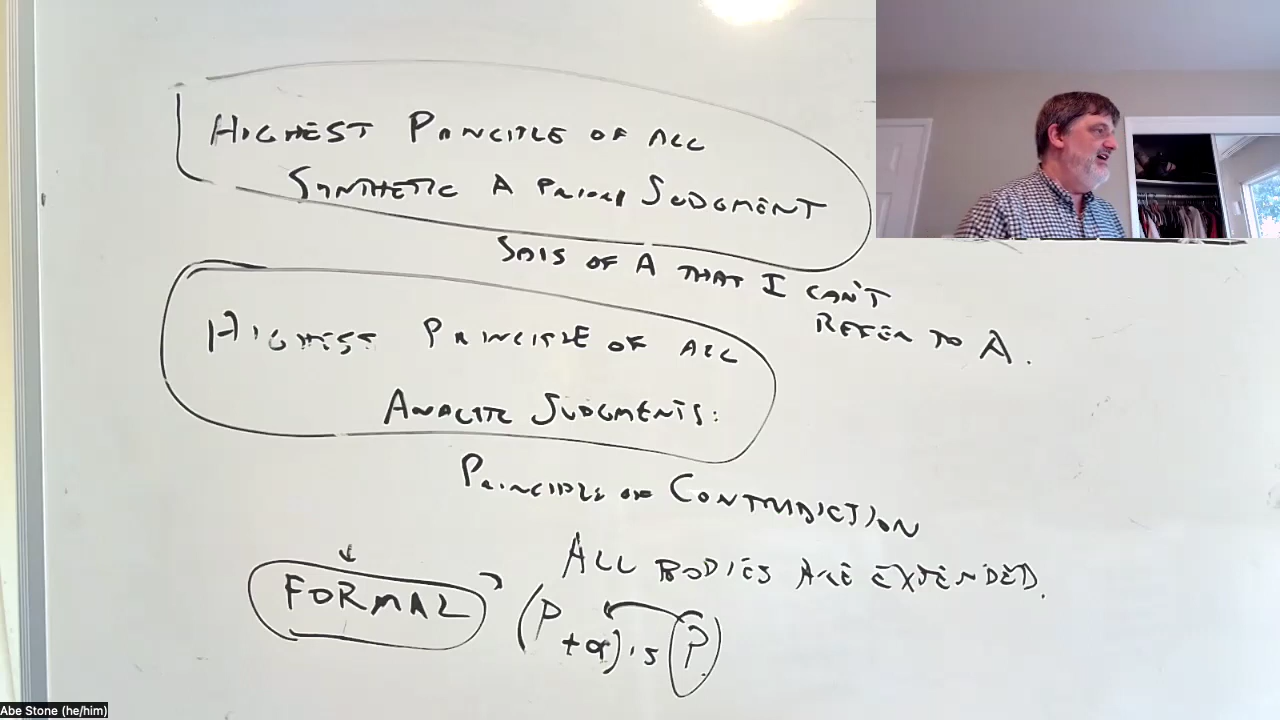 HIGHEST PRINCIPLE OF ALL
SYNTHETIC A PRIORI JUDGMENT
SAYS OF A THAT I CAN'T
REFER TO A.
HIGHEST PRINCIPLE OF ALL
ANALYTIC JUDGMENTS:
PRINCIPLE OF CONTRADICTION
ALL BODIES ARE EXTENDED.
FORMAL
(P + α) is P
Abe Stone (he/him)